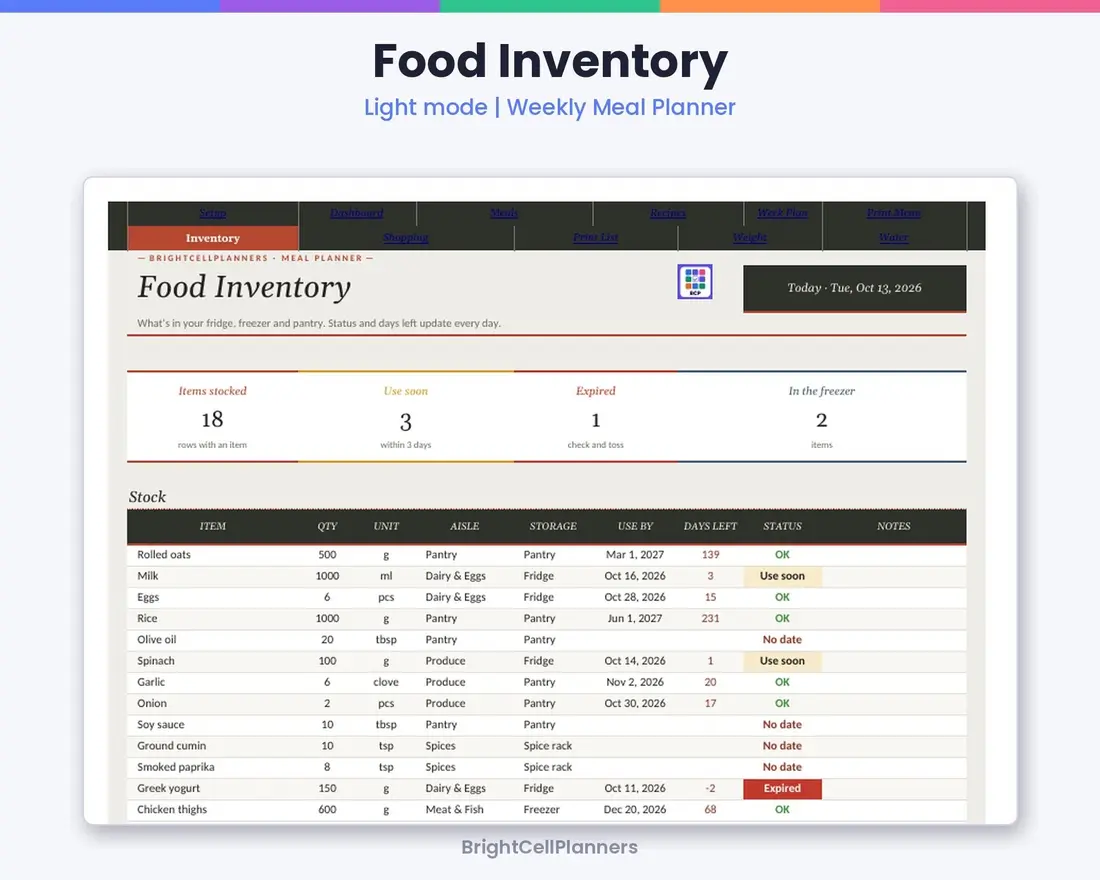 Food Inventory
Light mode | Weekly Meal Planner
Setup Dashboard Meals Recipes Week Plan Print Menu
Inventory Shopping Print List Weight Water
— BRIGHTCELLPLANNERS · MEAL PLANNER —
Food Inventory
BCP
Today · Tue, Oct 13, 2026
What's in your fridge, freezer and pantry. Status and days left update every day.
Items stocked Use soon Expired In the freezer
18 3 1 2
rows with an item within 3 days check and toss items
Stock
ITEM QTY UNIT AISLE STORAGE USE BY DAYS LEFT STATUS NOTES
Rolled oats 500 g Pantry Pantry Mar 1, 2027 139 OK
Milk 1000 ml Dairy & Eggs Fridge Oct 16, 2026 3 Use soon
Eggs 6 pcs Dairy & Eggs Fridge Oct 28, 2026 15 OK
Rice 1000 g Pantry Pantry Jun 1, 2027 231 OK
Olive oil 20 tbsp Pantry Pantry No date
Spinach 100 g Produce Fridge Oct 14, 2026 1 Use soon
Garlic 6 clove Produce Pantry Nov 2, 2026 20 OK
Onion 2 pcs Produce Pantry Oct 30, 2026 17 OK
Soy sauce 10 tbsp Pantry Pantry No date
Ground cumin 10 tsp Spices Spice rack No date
Smoked paprika 8 tsp Spices Spice rack No date
Greek yogurt 150 g Dairy & Eggs Fridge Oct 11, 2026 -2 Expired
Chicken thighs 600 g Meat & Fish Freezer Dec 20, 2026 68 OK
BrightCellPlanners